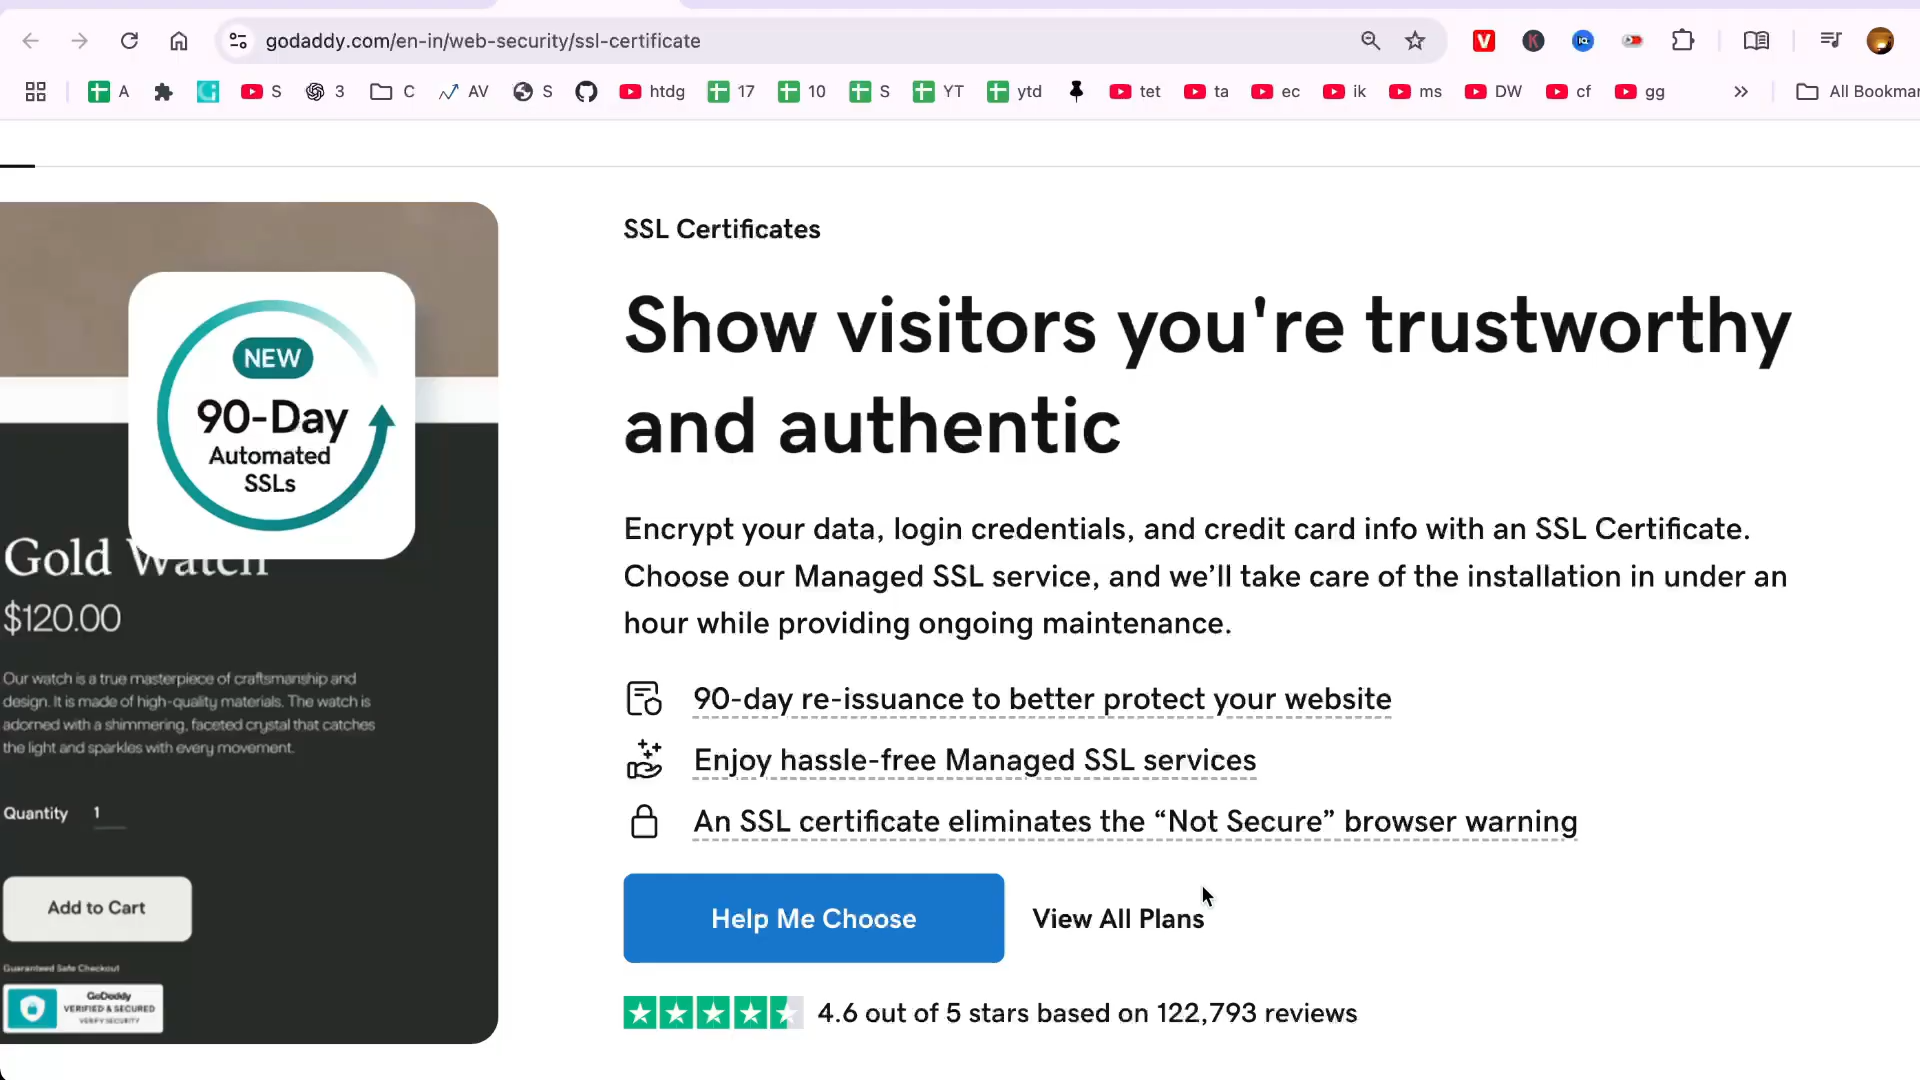 godaddy.com/en-in/web-security/ssl-certificate
A
S
3
C
AV
S
htdg
17
10
S
YT
ytd
tet
ta
ec
ik
ms
DW
cf
gg
All Bookmar
SSL Certificates
Show visitors you're trustworthy
and authentic
Encrypt your data, login credentials, and credit card info with an SSL Certificate.
Choose our Managed SSL service, and we’ll take care of the installation in under an
hour while providing ongoing maintenance.
90-day re-issuance to better protect your website
Enjoy hassle-free Managed SSL services
An SSL certificate eliminates the “Not Secure” browser warning
Help Me Choose
View All Plans
4.6 out of 5 stars based on 122,793 reviews
NEW
90-Day
Automated
SSLs
Gold Watch
$120.00
Our watch is a true masterpiece of craftsmanship and
design. It is made of high-quality materials. The watch is
adorned with a shimmering, faceted crystal that catches
the light and sparkles with every movement.
Quantity 1
Add to Cart
Guaranteed Safe Checkout
GoDaddy
VERIFIED & SECURED
VERIFY SECURITY